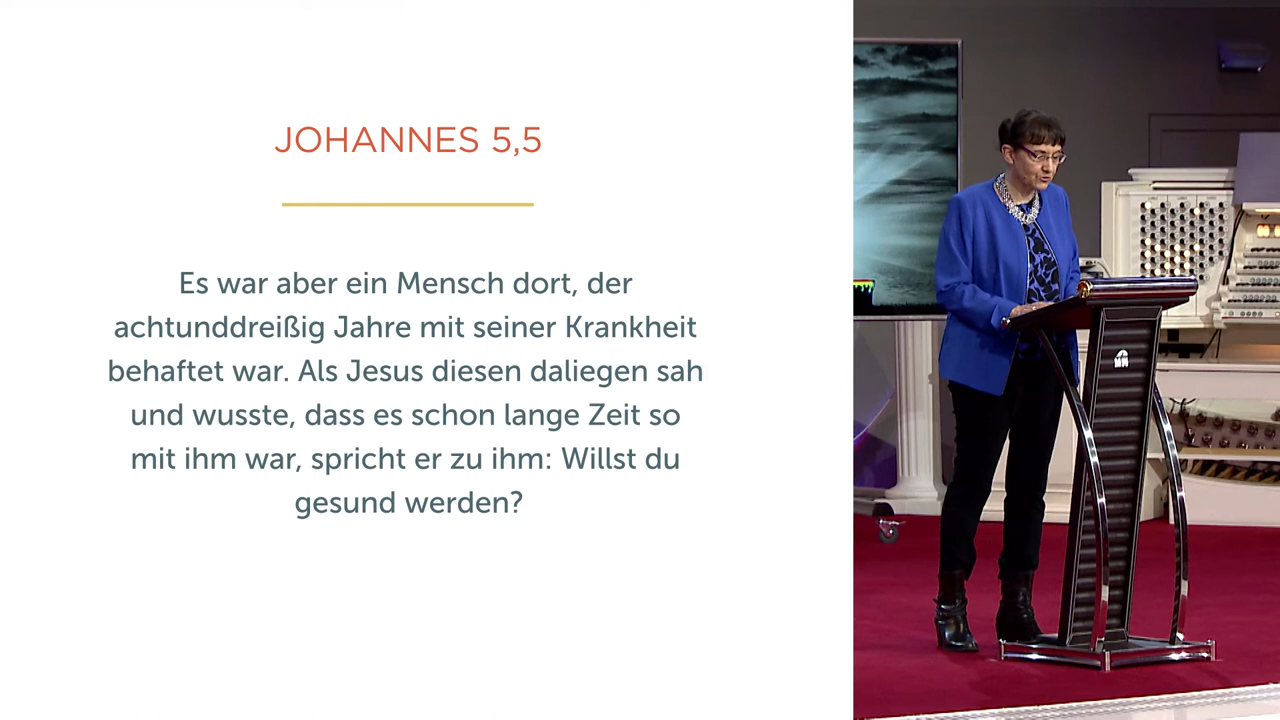 JOHANNES 5,5
Es war aber ein Mensch dort, der
achtunddreißig Jahre mit seiner Krankheit
behaftet war. Als Jesus diesen daliegen sah
und wusste, dass es schon lange Zeit so
mit ihm war, spricht er zu ihm: Willst du
gesund werden?